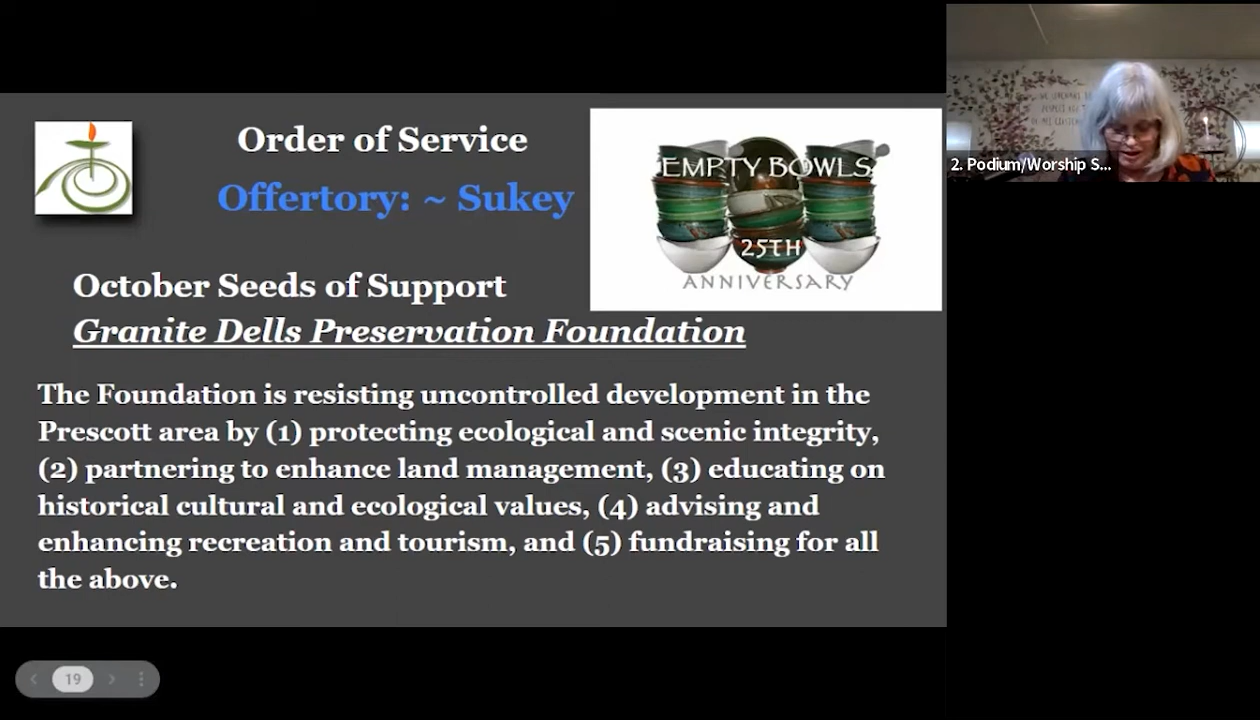 Order of Service
Offertory: ~ Sukey
EMPTY BOWLS
25TH
ANNIVERSARY
October Seeds of Support
Granite Dells Preservation Foundation
The Foundation is resisting uncontrolled development in the
Prescott area by (1) protecting ecological and scenic integrity,
(2) partnering to enhance land management, (3) educating on
historical cultural and ecological values, (4) advising and
enhancing recreation and tourism, and (5) fundraising for all
the above.
19
2. Podium/Worship S...